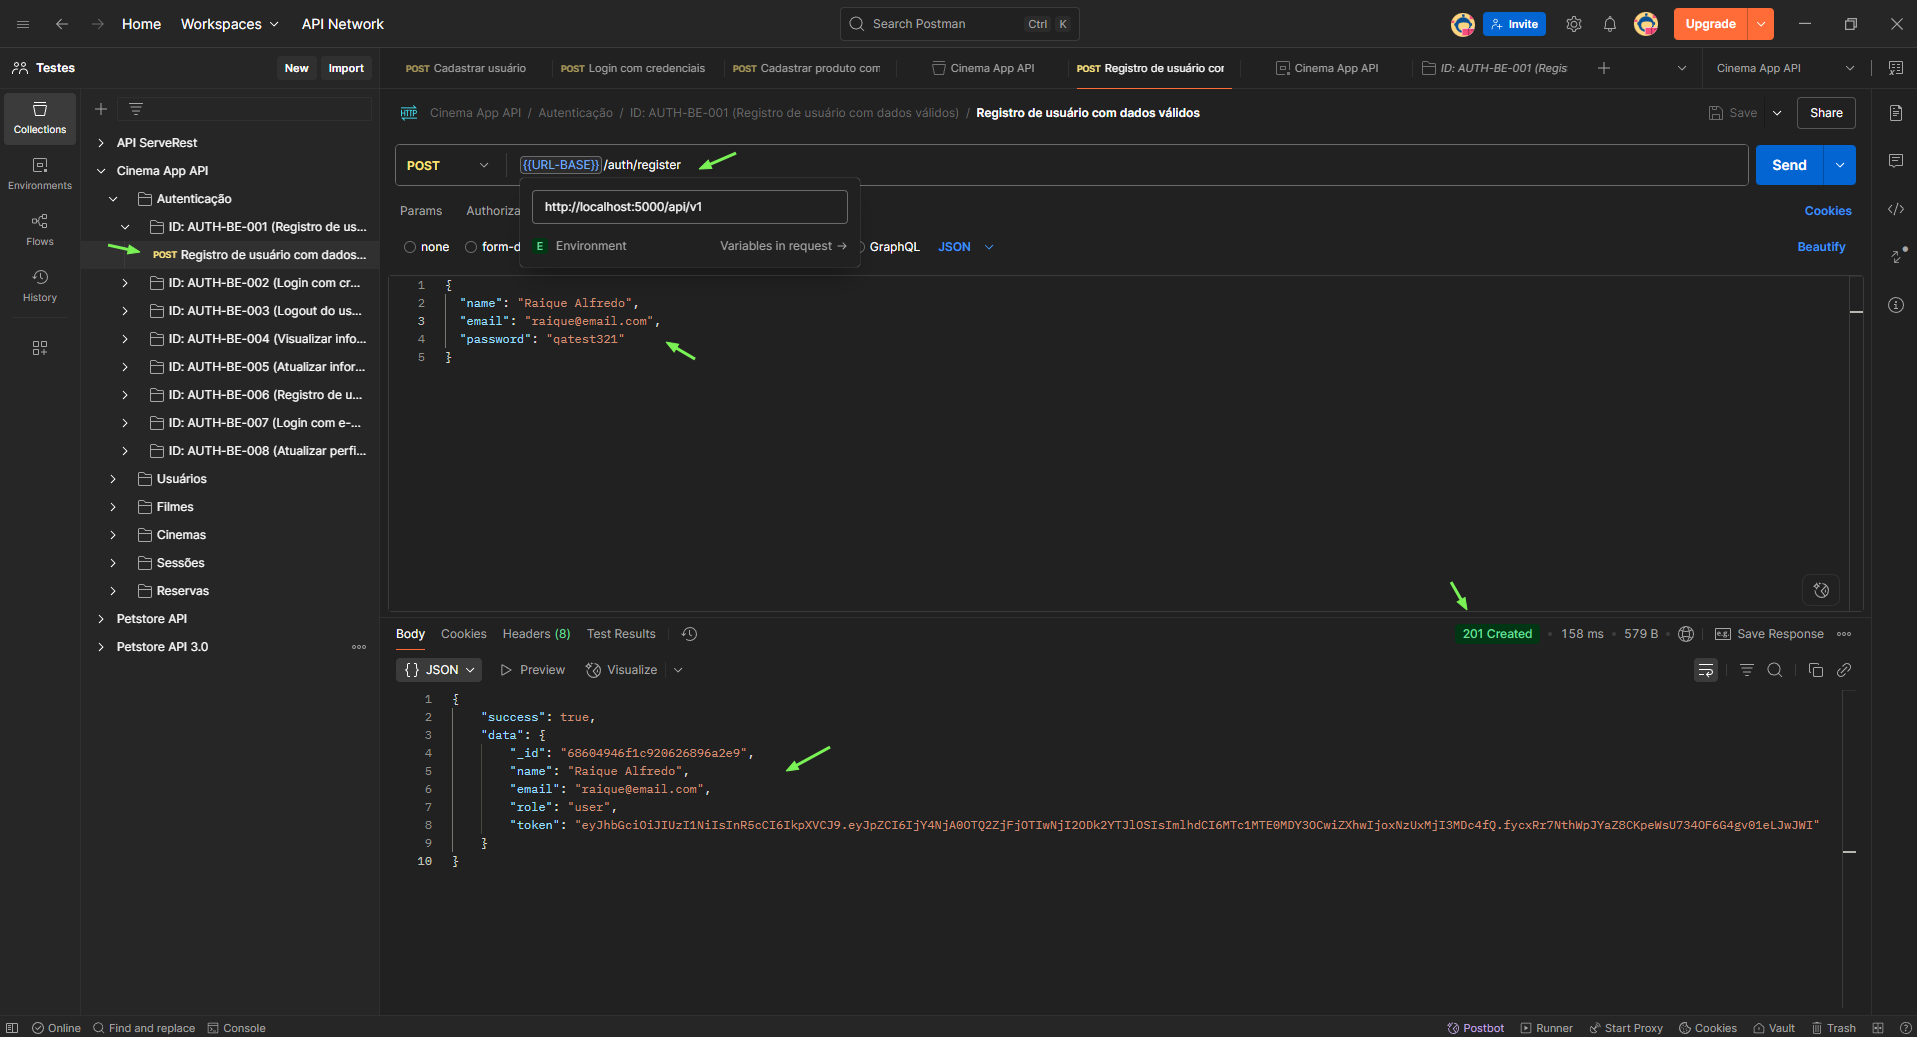 Home Workspaces API Network Search Postman Ctrl K Invite Upgrade
Testes New Import
POST Cadastrar usuário POST Login com credenciais POST Cadastrar produto com Cinema App API POST Registro de usuário cor Cinema App API ID: AUTH-BE-001 (Regis Cinema App API
Collections
Environments
Flows
History
API ServeRest
Cinema App API
Autenticação
ID: AUTH-BE-001 (Registro de us...
POST Registro de usuário com dados...
ID: AUTH-BE-002 (Login com cr...
ID: AUTH-BE-003 (Logout do us...
ID: AUTH-BE-004 (Visualizar info...
ID: AUTH-BE-005 (Atualizar infor...
ID: AUTH-BE-006 (Registro de u...
ID: AUTH-BE-007 (Login com e-...
ID: AUTH-BE-008 (Atualizar perfi...
Usuários
Filmes
Cinemas
Sessões
Reservas
Petstore API
Petstore API 3.0
HTTP Cinema App API / Autenticação / ID: AUTH-BE-001 (Registro de usuário com dados válidos) / Registro de usuário com dados válidos Save Share
POST {{URL-BASE}}/auth/register Send
Params Authoriza http://localhost:5000/api/v1 Cookies
none form-d E Environment Variables in request → GraphQL JSON Beautify
1 {
2 "name": "Raique Alfredo",
3 "email": "raique@email.com",
4 "password": "qatest321"
5 }
Body Cookies Headers (8) Test Results 201 Created 158 ms 579 B e.g. Save Response
{} JSON Preview Visualize
1 {
2 "success": true,
3 "data": {
4 "_id": "68604946f1c920626896a2e9",
5 "name": "Raique Alfredo",
6 "email": "raique@email.com",
7 "role": "user",
8 "token": "eyJhbGciOiJIUzI1NiIsInR5cCI6IkpXVCJ9.eyJpZCI6IjY4NjA0OTQ2ZjFjOTIwNjI2ODk2YTJlOSIsImlhdCI6MTc1MTE0MDY3OCwiZXhwIjoxNzUxMjI3MDc4fQ.fycxRr7NthWpJYaZ8CKpeWsU734OF6G4gv01eLJwJWI"
9 }
10 }
Online Find and replace Console Postbot Runner Start Proxy Cookies Vault Trash